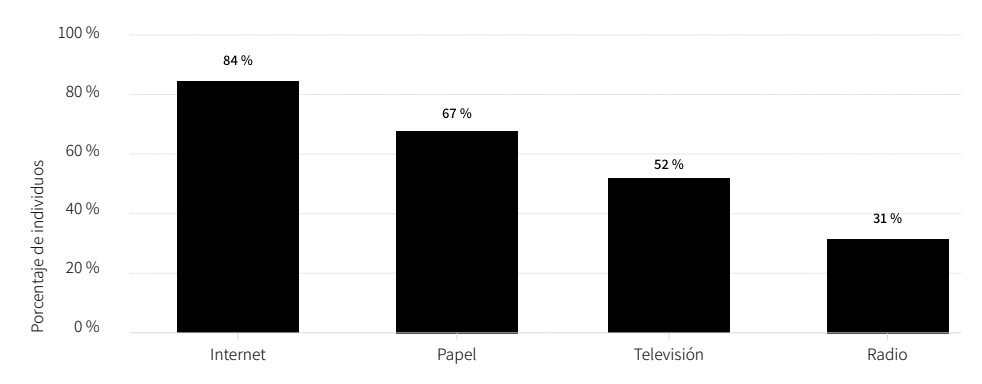 100 %
84 %
80 %
67 %
60 %
52 %
40 %
31 %
20 %
0 %
Porcentaje de individuos
Internet
Papel
Televisión
Radio